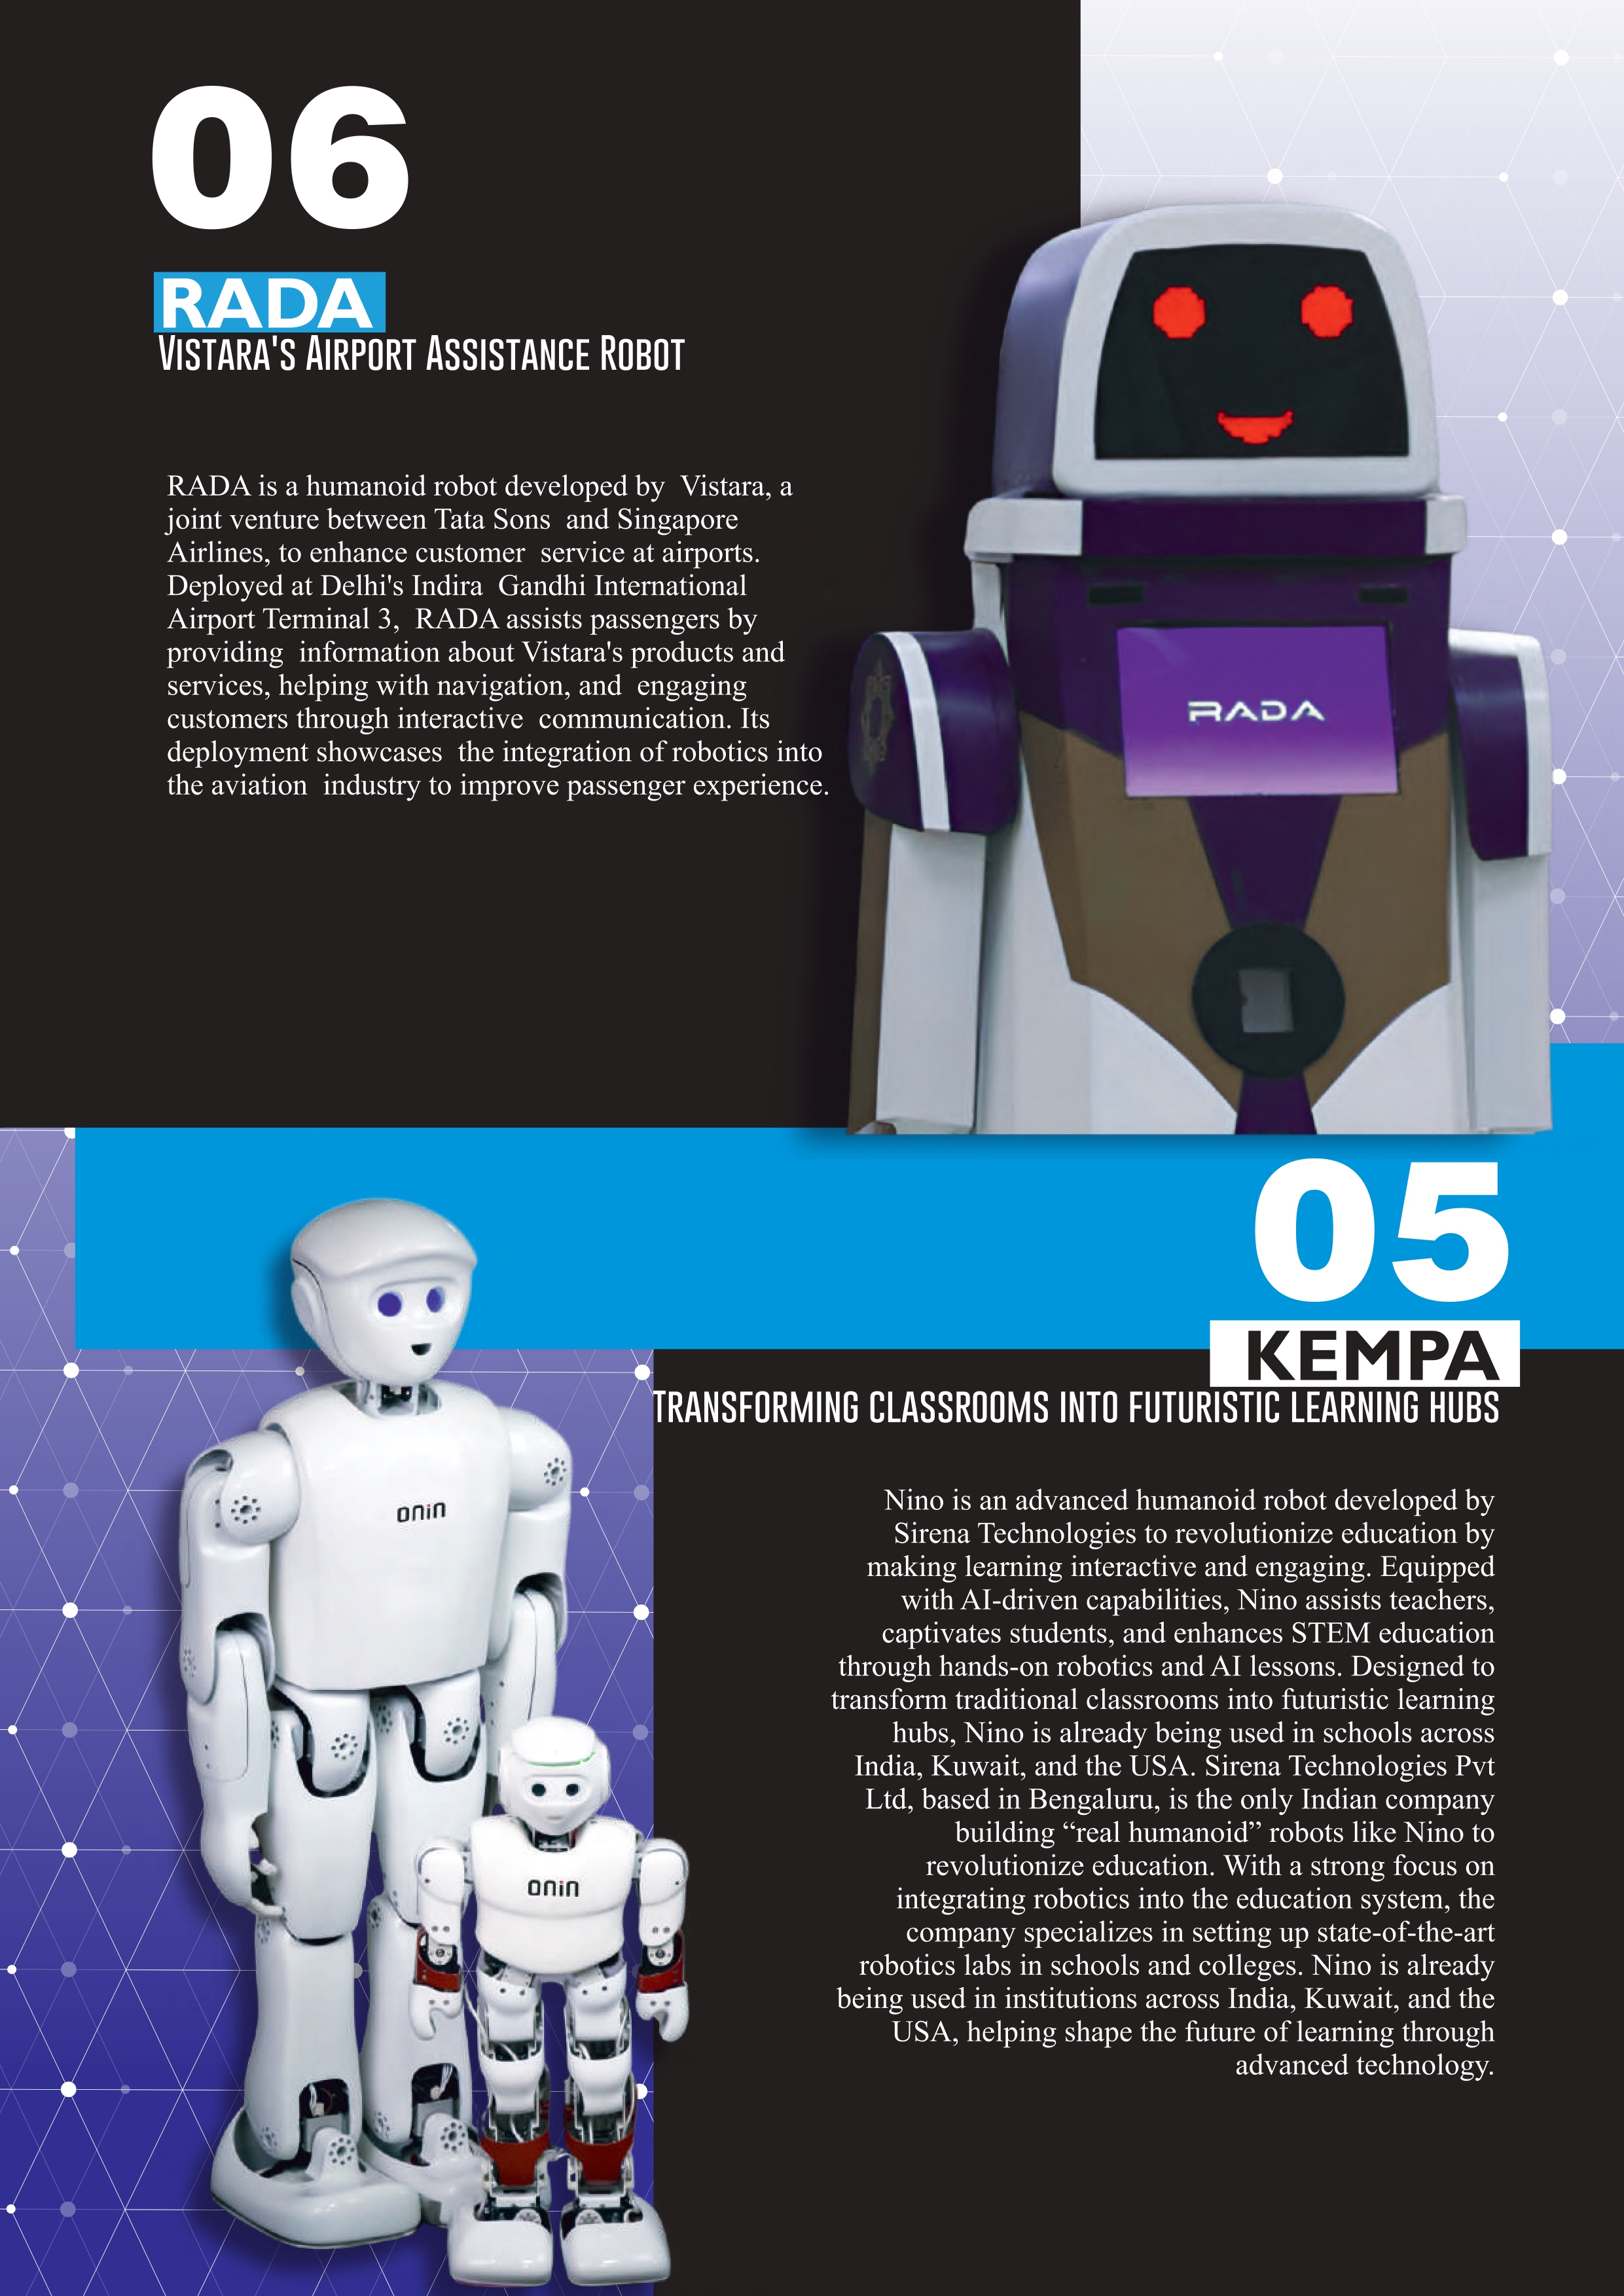 06
RADA
VISTARA'S AIRPORT ASSISTANCE ROBOT
RADA is a humanoid robot developed by Vistara, a
joint venture between Tata Sons and Singapore
Airlines, to enhance customer service at airports.
Deployed at Delhi's Indira Gandhi International
Airport Terminal 3, RADA assists passengers by
providing information about Vistara's products and
services, helping with navigation, and engaging
customers through interactive communication. Its
deployment showcases the integration of robotics into
the aviation industry to improve passenger experience.
RADA
05
KEMPA
TRANSFORMING CLASSROOMS INTO FUTURISTIC LEARNING HUBS
Nino is an advanced humanoid robot developed by
Sirena Technologies to revolutionize education by
making learning interactive and engaging. Equipped
with AI-driven capabilities, Nino assists teachers,
captivates students, and enhances STEM education
through hands-on robotics and AI lessons. Designed to
transform traditional classrooms into futuristic learning
hubs, Nino is already being used in schools across
India, Kuwait, and the USA. Sirena Technologies Pvt
Ltd, based in Bengaluru, is the only Indian company
building “real humanoid” robots like Nino to
revolutionize education. With a strong focus on
integrating robotics into the education system, the
company specializes in setting up state-of-the-art
robotics labs in schools and colleges. Nino is already
being used in institutions across India, Kuwait, and the
USA, helping shape the future of learning through
advanced technology.
onin
onin